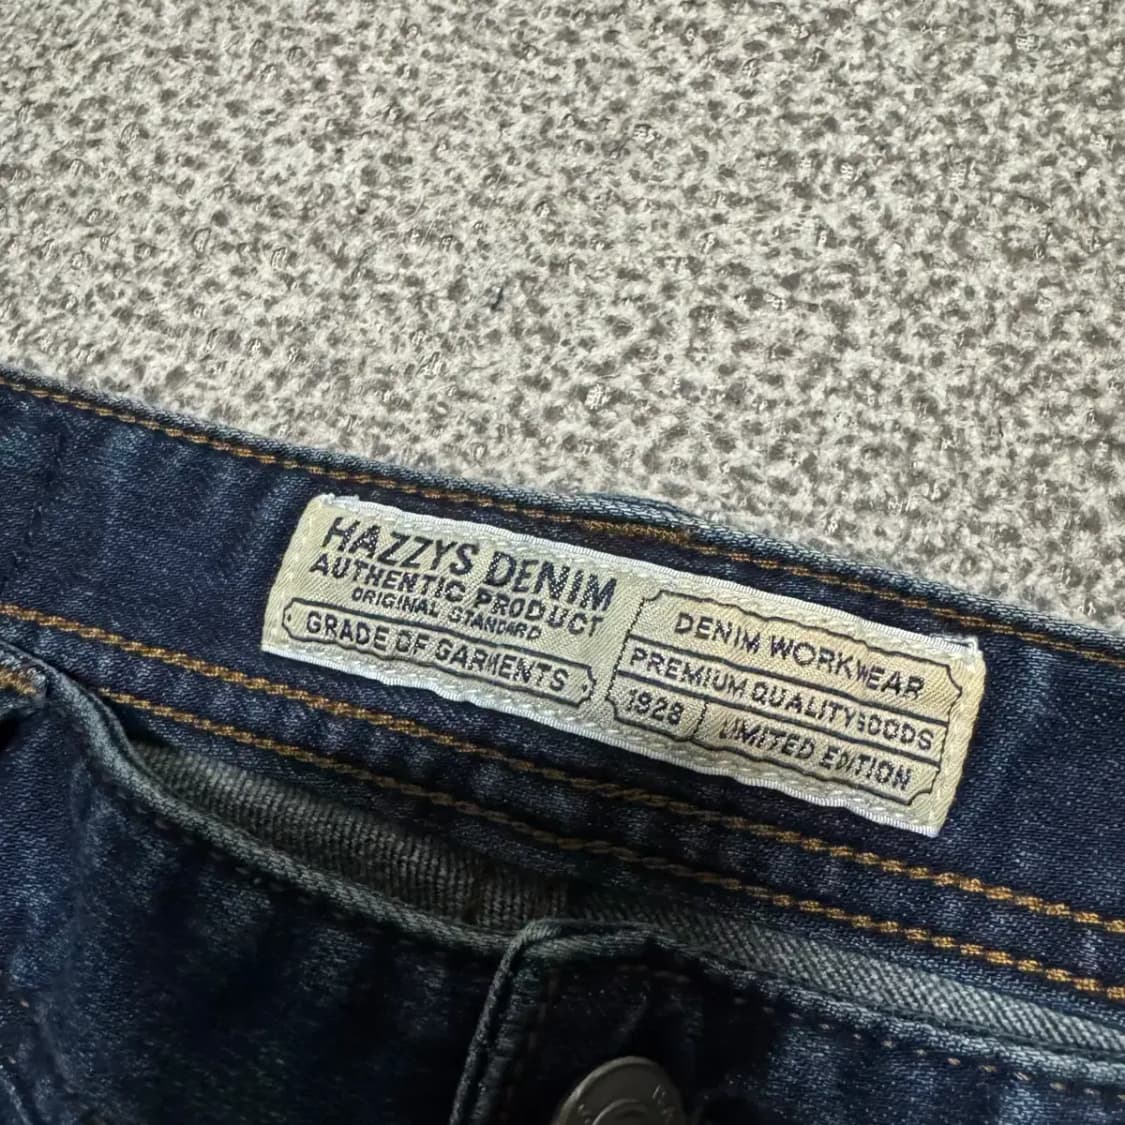 HAZZYS DENIM
AUTHENTIC PRODUCT
ORIGINAL STANDARD
GRADE OF GARMENTS
DENIM WORKWEAR
PREMIUM QUALITY GOODS
1928 LIMITED EDITION